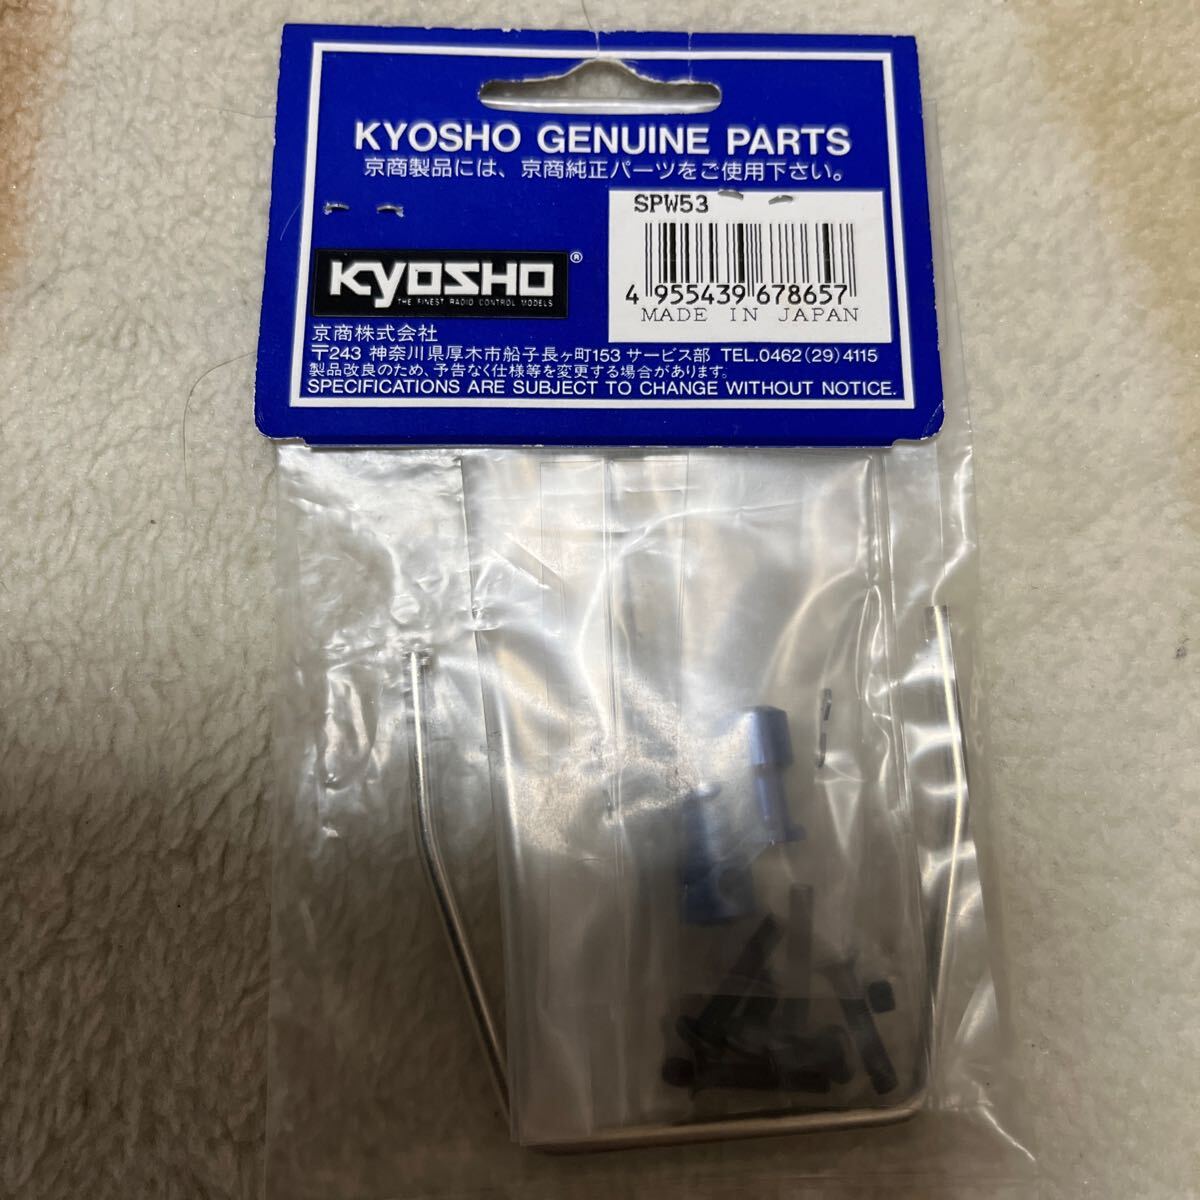 KYOSHO GENUINE PARTS
京商製品には、京商純正パーツをご使用下さい。
SPW53
4 955439 678657
MADE IN JAPAN
KYOSHO ®
THE FINEST RADIO CONTROL MODELS
京商株式会社
〒243 神奈川県厚木市船子長ヶ町153 サービス部 TEL.0462(29)4115
製品改良のため、予告なく仕様等を変更する場合があります。
SPECIFICATIONS ARE SUBJECT TO CHANGE WITHOUT NOTICE.